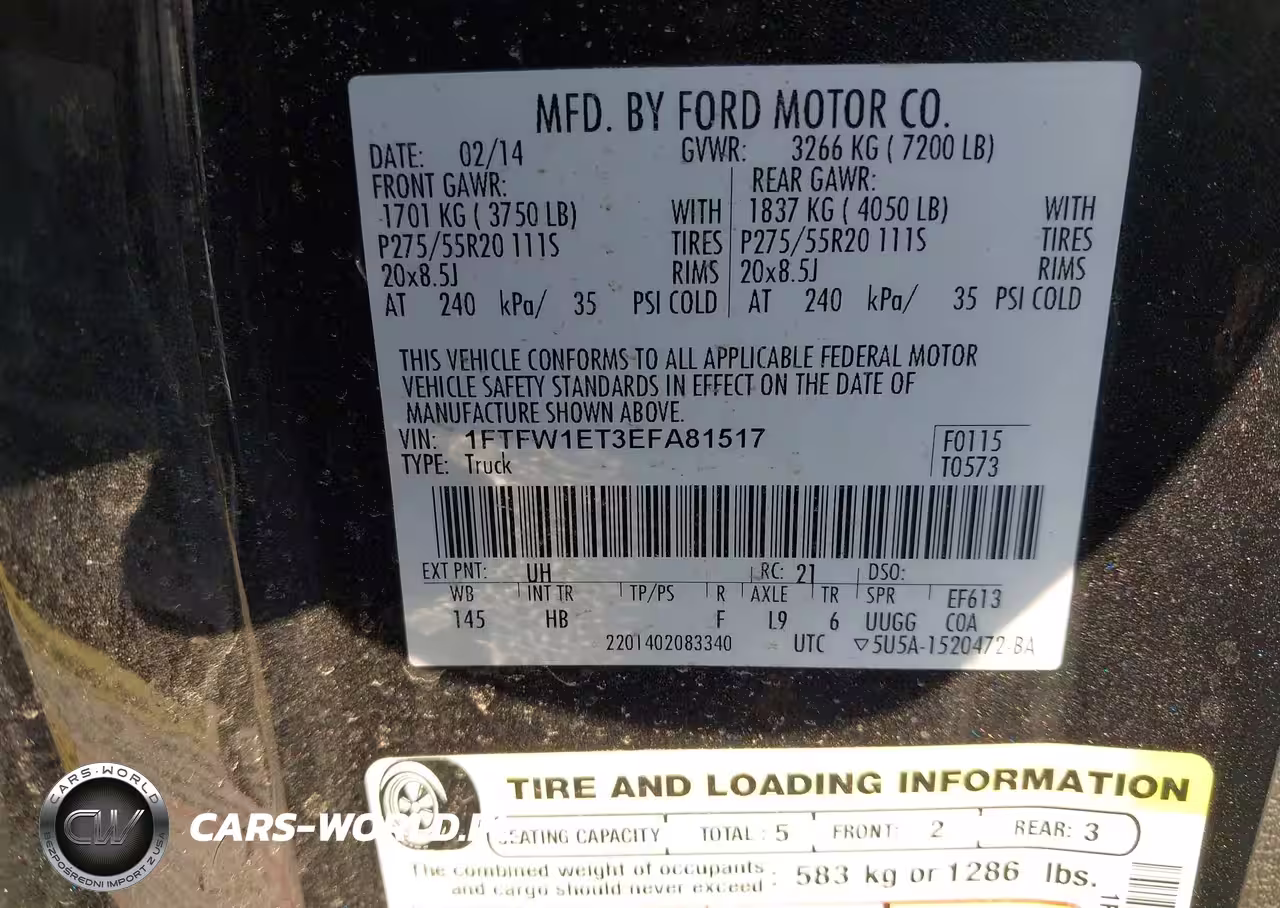 MFD. BY FORD MOTOR CO.
DATE: 02/14 GVWR: 3266 KG ( 7200 LB)
FRONT GAWR: REAR GAWR:
1701 KG ( 3750 LB) WITH 1837 KG ( 4050 LB) WITH
P275/55R20 111S TIRES P275/55R20 111S TIRES
20x8.5J RIMS 20x8.5J RIMS
AT 240 kPa/ 35 PSI COLD AT 240 kPa/ 35 PSI COLD
THIS VEHICLE CONFORMS TO ALL APPLICABLE FEDERAL MOTOR
VEHICLE SAFETY STANDARDS IN EFFECT ON THE DATE OF
MANUFACTURE SHOWN ABOVE.
VIN: 1FTFW1ET3EFA81517 F0115
TYPE: Truck T0573
EXT PNT: UH RC: 21 DSO:
WB INT TR TP/PS R AXLE TR SPR EF613
145 HB F L9 6 UUGG COA
2201402083340 UTC ▽5U5A-1520472-BA
TIRE AND LOADING INFORMATION
SEATING CAPACITY TOTAL : 5 FRONT: 2 REAR: 3
The combined weight of occupants
and cargo should never exceed : 583 kg or 1286 lbs.
CARS-WORLD
CW
BEZPOŚREDNI IMPORT Z USA
CARS-WORLD.P